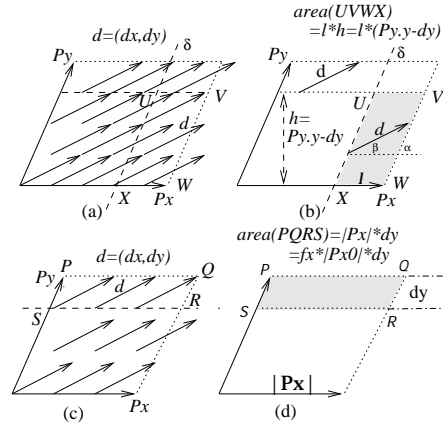 d=(dx,dy)
δ
Py
U
V
d
X
W
Px
(a)
area(UVWX)
=l*h=l*(Py.y-dy)
δ
Py
d
U
V
h=
Py.y-dy
d
β
α
l
W
X
Px
(b)
d=(dx,dy)
P
Py
Q
d
R
S
(c)
Px
area(PQRS)=|Px|*dy
=fx*|Px0|*dy
P
Q
dy
S
R
|Px|
(d)